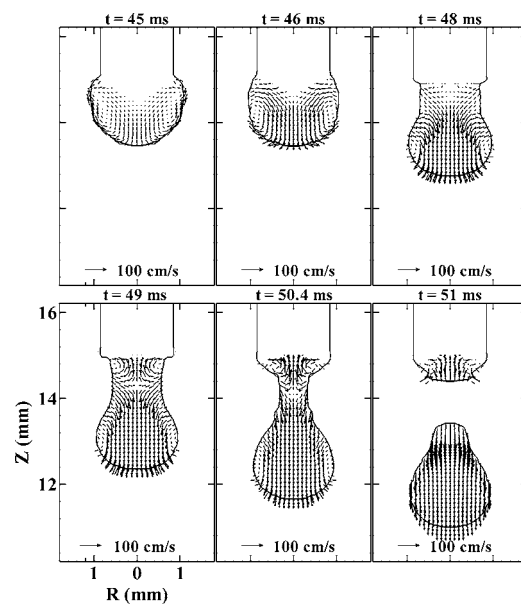 t = 45 ms
t = 46 ms
t = 48 ms
100 cm/s
100 cm/s
100 cm/s
t = 49 ms
t = 50.4 ms
t = 51 ms
16
14
12
Z (mm)
100 cm/s
100 cm/s
100 cm/s
1 0 1
R (mm)